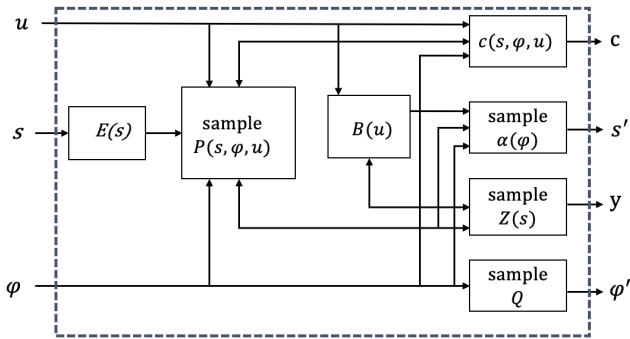 u
c(s, φ, u)
c
s
E(s)
sample
P(s, φ, u)
B(u)
sample
α(φ)
s′
sample
Z(s)
y
φ
sample
Q
φ′